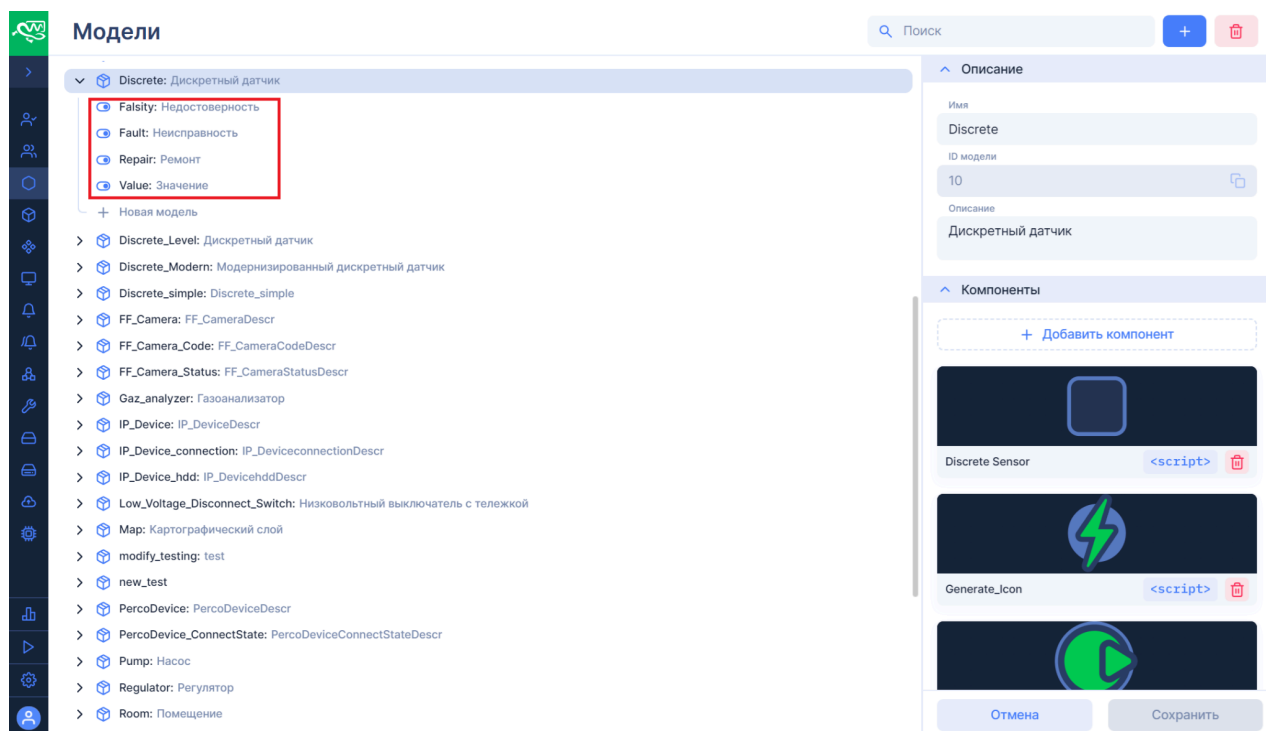 Модели
Поиск
Discrete: Дискретный датчик
Falsity: Недостоверность
Fault: Неисправность
Repair: Ремонт
Value: Значение
Новая модель
Discrete_Level: Дискретный датчик
Discrete_Modern: Модернизированный дискретный датчик
Discrete_simple: Discrete_simple
FF_Camera: FF_CameraDescr
FF_Camera_Code: FF_CameraCodeDescr
FF_Camera_Status: FF_CameraStatusDescr
Gaz_analyzer: Газоанализатор
IP_Device: IP_DeviceDescr
IP_Device_connection: IP_DeviceconnectionDescr
IP_Device_hdd: IP_DevicehddDescr
Low_Voltage_Disconnect_Switch: Низковольтный выключатель с тележкой
Map: Картографический слой
modify_testing: test
new_test
PercoDevice: PercoDeviceDescr
PercoDevice_ConnectState: PercoDeviceConnectStateDescr
Pump: Насос
Regulator: Регулятор
Room: Помещение
Описание
Имя
Discrete
ID модели
10
Описание
Дискретный датчик
Компоненты
+ Добавить компонент
Discrete Sensor <script>
Generate_Icon <script>
Отмена Сохранить